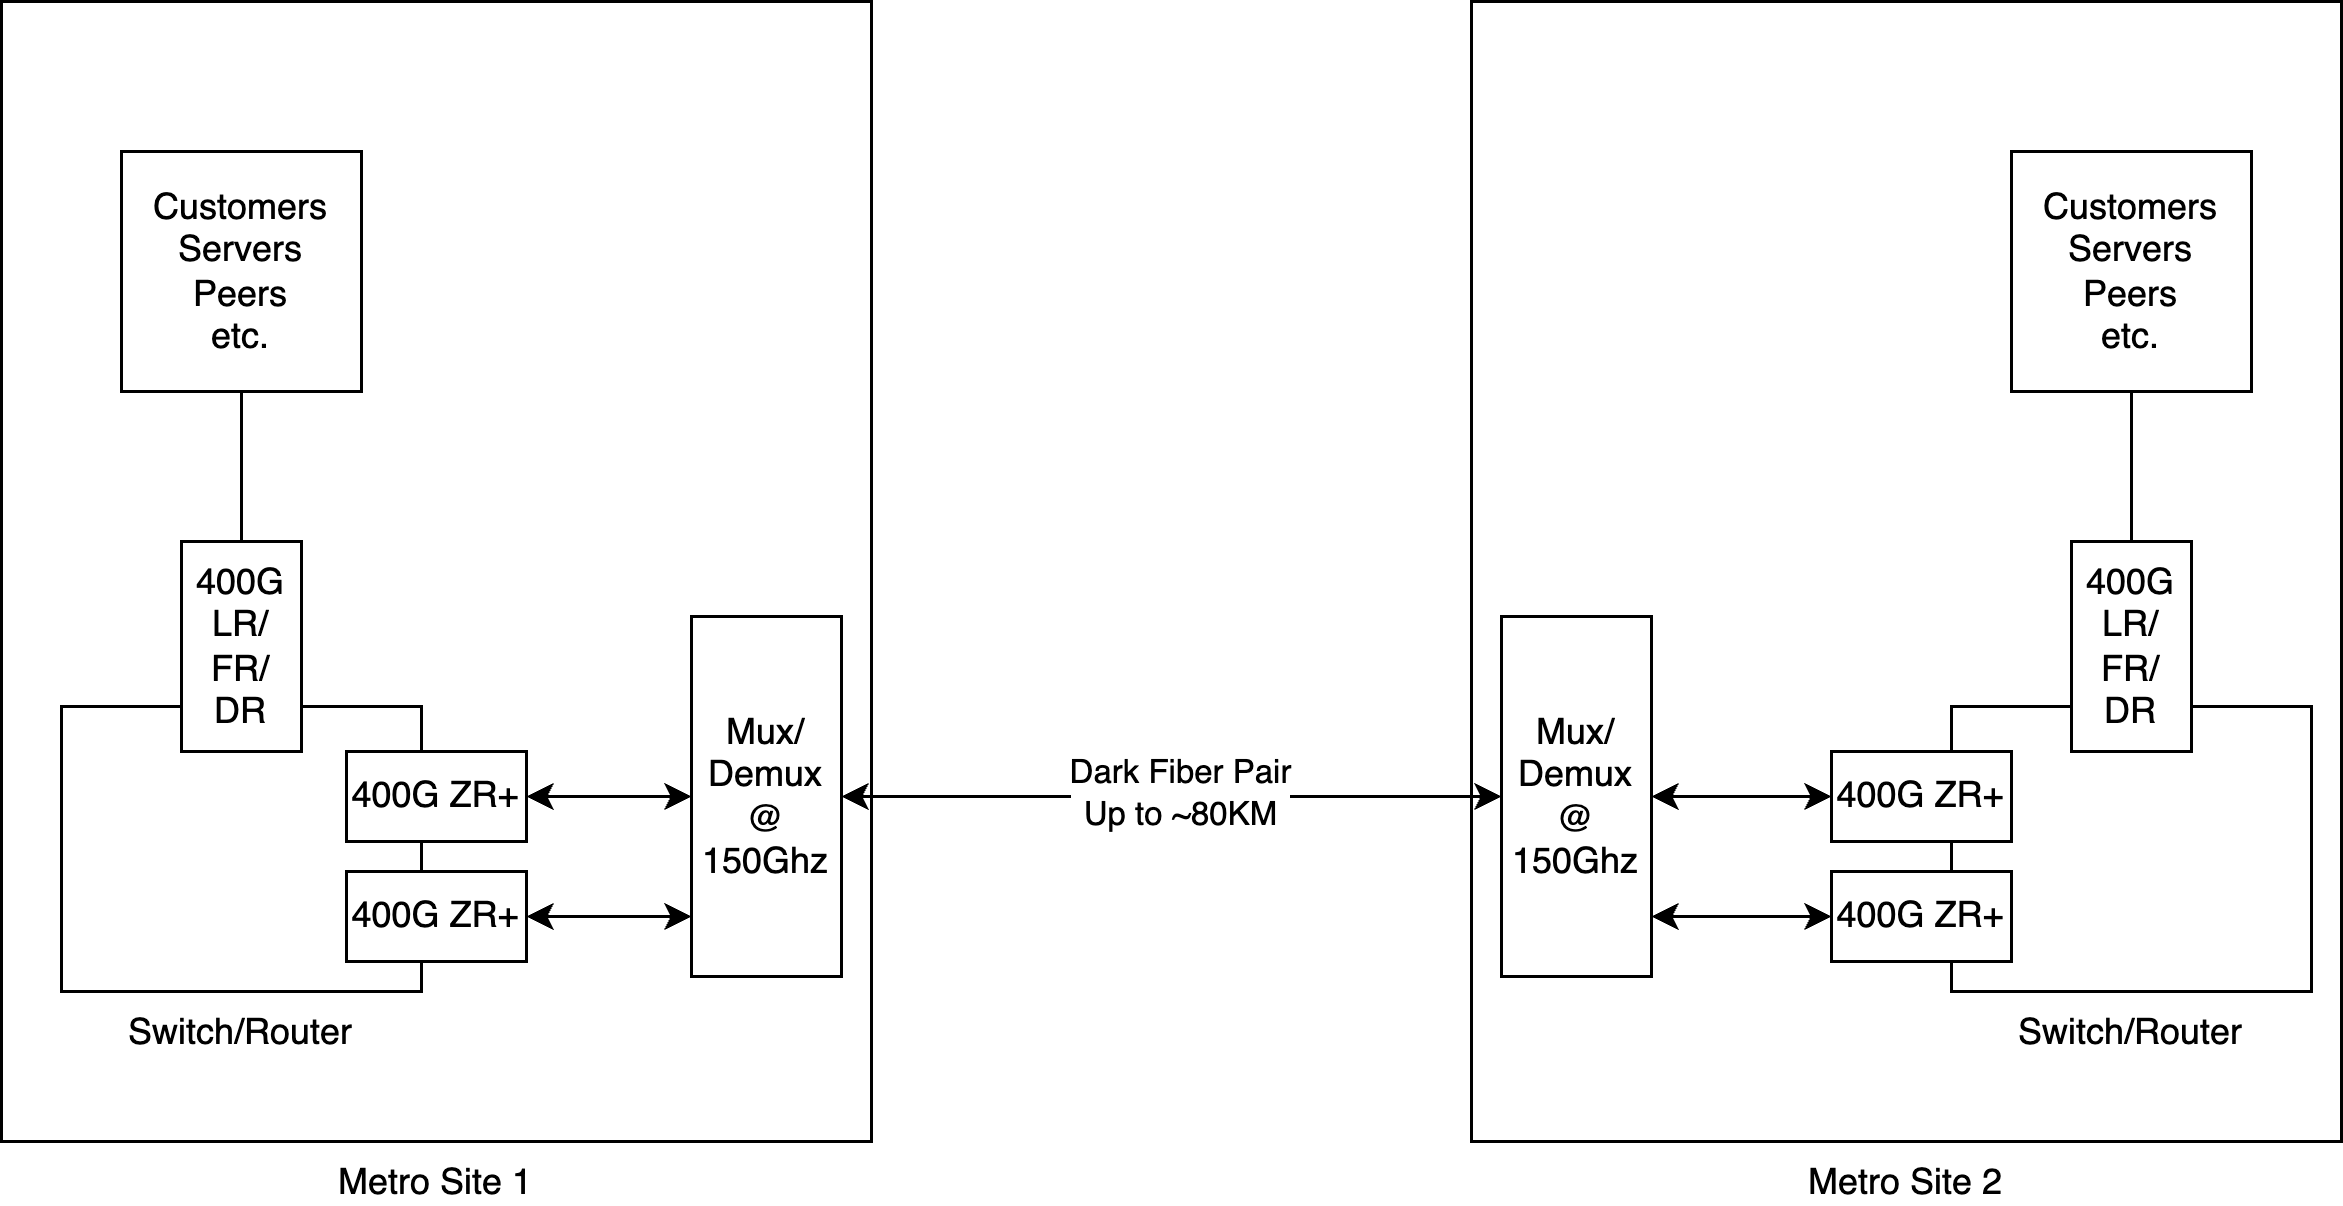 Customers
Servers
Peers
etc.
400G
LR/
FR/
DR
400G ZR+
400G ZR+
Switch/Router
Mux/
Demux
@
150Ghz
Metro Site 1
Dark Fiber Pair
Up to ~80KM
Mux/
Demux
@
150Ghz
Customers
Servers
Peers
etc.
400G
LR/
FR/
DR
400G ZR+
400G ZR+
Switch/Router
Metro Site 2